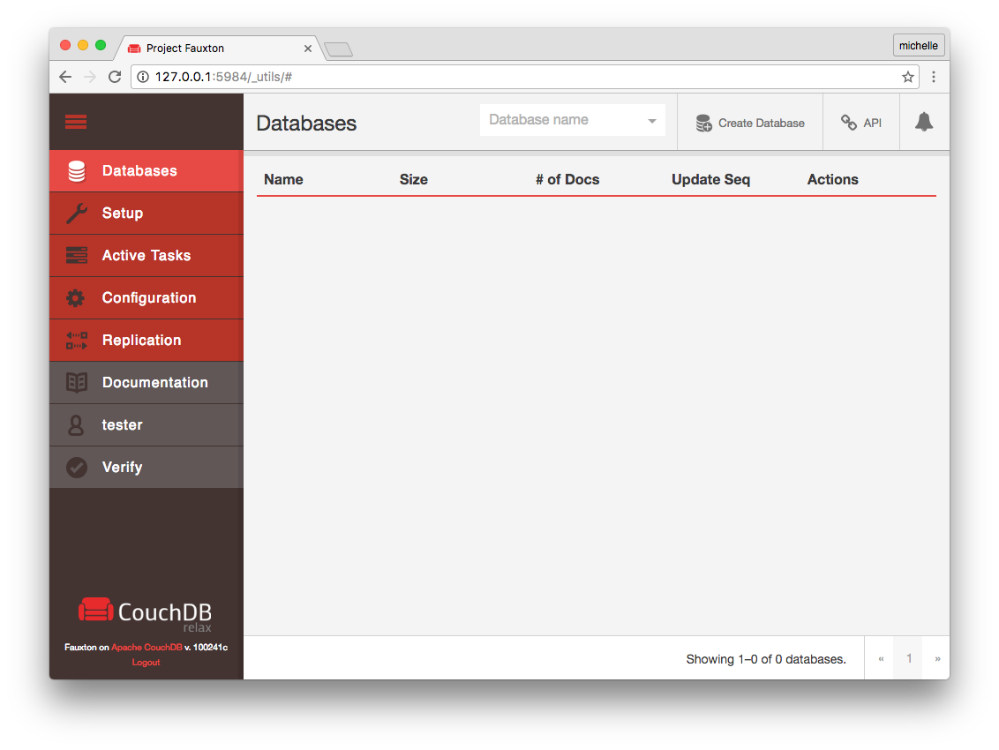 Project Fauxton
michelle
127.0.0.1:5984/_utils/#
Databases
Database name
Create Database
API
Databases
Setup
Active Tasks
Configuration
Replication
Documentation
tester
Verify
Name Size # of Docs Update Seq Actions
CouchDB
relax
Fauxton on Apache CouchDB v. 100241c
Logout
Showing 1–0 of 0 databases.
« 1 »